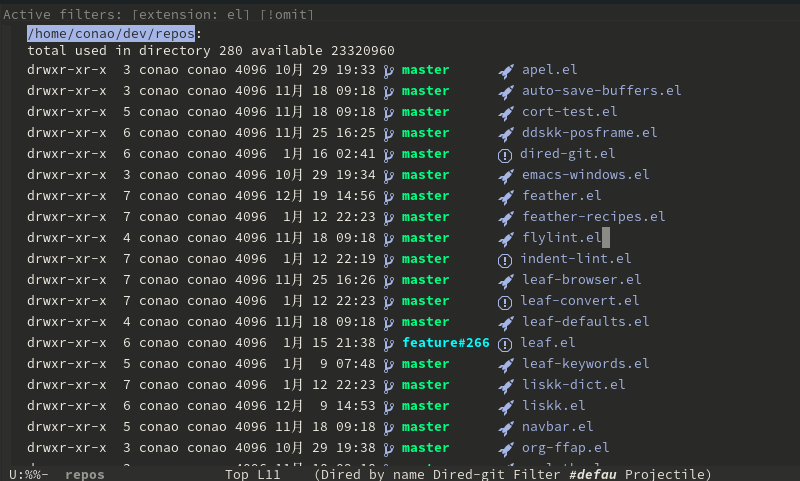 Active filters: [extension: el] [!omit]
/home/conao/dev/repos:
total used in directory 280 available 23320960
drwxr-xr-x 3 conao conao 4096 10月 29 19:33 master apel.el
drwxr-xr-x 3 conao conao 4096 11月 18 09:18 master auto-save-buffers.el
drwxr-xr-x 5 conao conao 4096 11月 18 09:18 master cort-test.el
drwxr-xr-x 6 conao conao 4096 11月 25 16:25 master ddskk-posframe.el
drwxr-xr-x 6 conao conao 4096 1月 16 02:41 master dired-git.el
drwxr-xr-x 3 conao conao 4096 10月 29 19:34 master emacs-windows.el
drwxr-xr-x 7 conao conao 4096 12月 19 14:56 master feather.el
drwxr-xr-x 7 conao conao 4096 1月 12 22:23 master feather-recipes.el
drwxr-xr-x 4 conao conao 4096 11月 18 09:18 master flylint.el
drwxr-xr-x 7 conao conao 4096 1月 12 22:19 master indent-lint.el
drwxr-xr-x 7 conao conao 4096 11月 25 16:26 master leaf-browser.el
drwxr-xr-x 7 conao conao 4096 1月 12 22:23 master leaf-convert.el
drwxr-xr-x 4 conao conao 4096 11月 18 09:18 master leaf-defaults.el
drwxr-xr-x 6 conao conao 4096 1月 15 21:38 feature#266 leaf.el
drwxr-xr-x 5 conao conao 4096 1月 9 07:48 master leaf-keywords.el
drwxr-xr-x 7 conao conao 4096 1月 12 22:23 master liskk-dict.el
drwxr-xr-x 6 conao conao 4096 12月 9 14:53 master liskk.el
drwxr-xr-x 5 conao conao 4096 11月 18 09:18 master navbar.el
drwxr-xr-x 3 conao conao 4096 10月 29 19:38 master org-ffap.el
U:%%- repos Top L11 (Dired by name Dired-git Filter #defau Projectile)